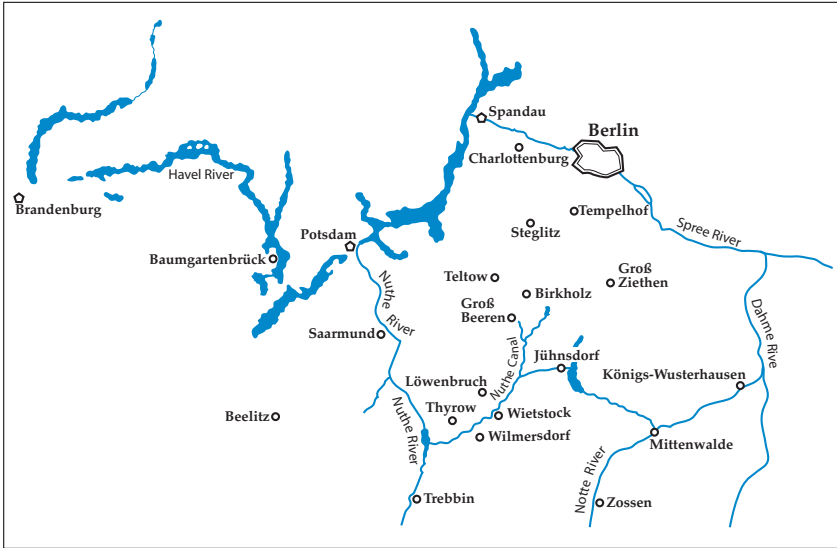 Spandau
Berlin
Charlottenburg
Havel River
Brandenburg
Tempelhof
Steglitz
Spree River
Potsdam
Baumgartenbrück
Teltow
Groß
Ziethen
Birkholz
Nuthe
River
Groß
Beeren
Dahme Rive
Saarmund
Nuthe Canal
Jühnsdorf
Königs-Wusterhausen
Löwenbruch
Beelitz
Thyrow
Wietstock
Nuthe River
Wilmersdorf
Mittenwalde
Notte River
Trebbin
Zossen